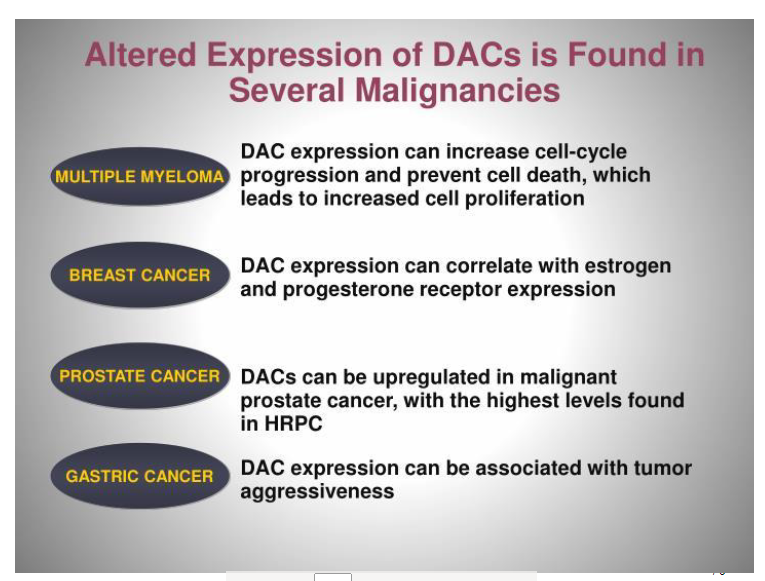 Altered Expression of DACs is Found in
Several Malignancies
MULTIPLE MYELOMA
DAC expression can increase cell-cycle
progression and prevent cell death, which
leads to increased cell proliferation
BREAST CANCER
DAC expression can correlate with estrogen
and progesterone receptor expression
PROSTATE CANCER
DACs can be upregulated in malignant
prostate cancer, with the highest levels found
in HRPC
GASTRIC CANCER
DAC expression can be associated with tumor
aggressiveness